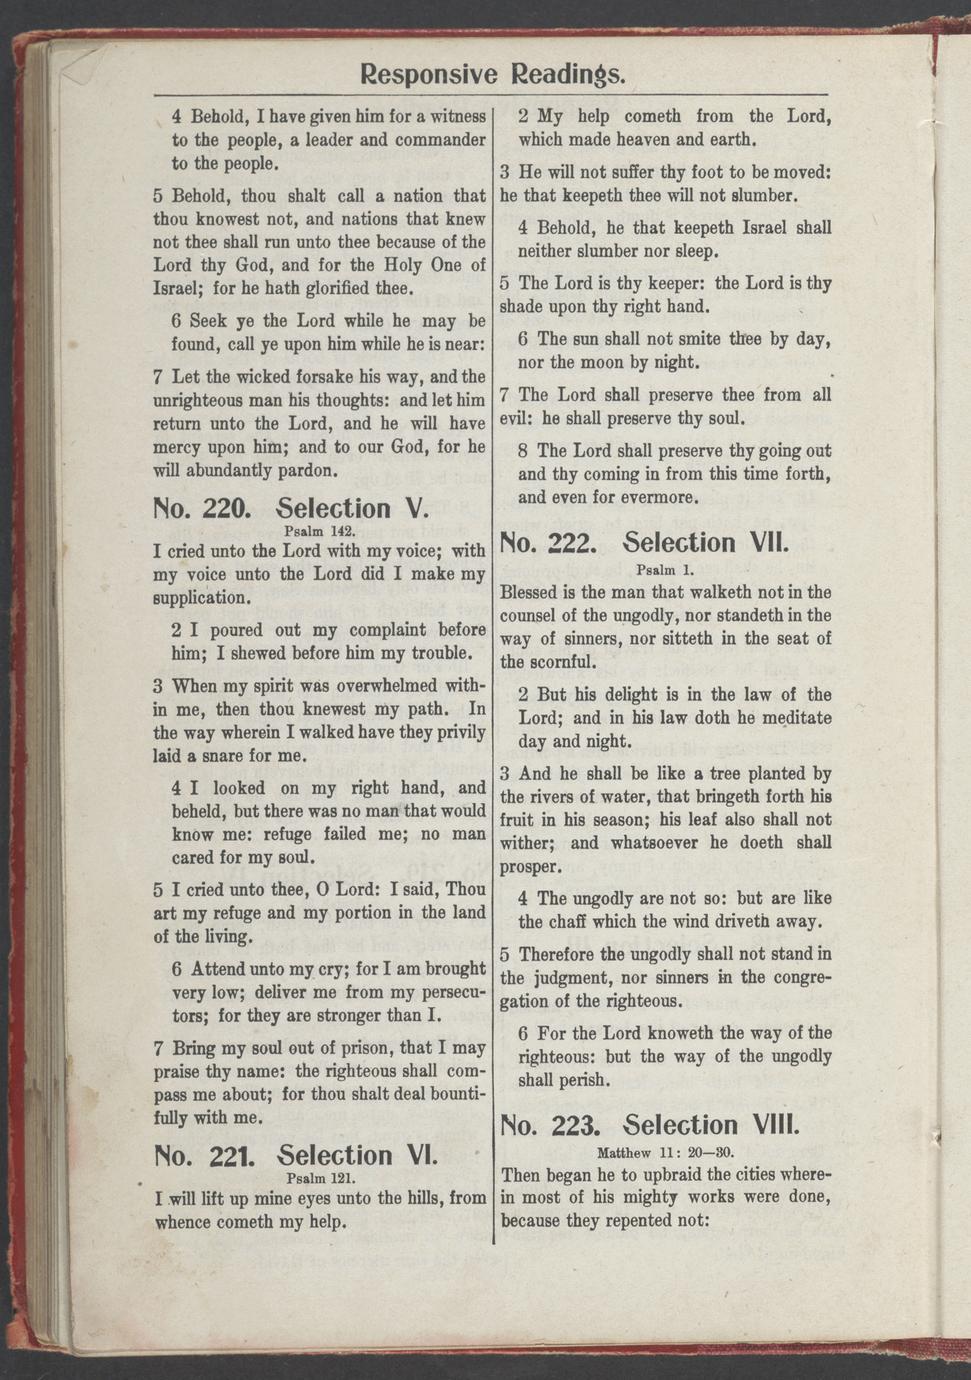 Responsive Readings.
4 Behold, I have given him for a witness
to the people, a leader and commander
to the people.
5 Behold, thou shalt call a nation that
thou knowest not, and nations that knew
not thee shall run unto thee because of the
Lord thy God, and for the Holy One of
Israel; for he hath glorified thee.
6 Seek ye the Lord while he may be
found, call ye upon him while he is near:
7 Let the wicked forsake his way, and the
unrighteous man his thoughts: and let him
return unto the Lord, and he will have
mercy upon him; and to our God, for he
will abundantly pardon.
No. 220. Selection V.
Psalm 142.
I cried unto the Lord with my voice; with
my voice unto the Lord did I make my
supplication.
2 I poured out my complaint before
him; I shewed before him my trouble.
3 When my spirit was overwhelmed with-
in me, then thou knewest my path. In
the way wherein I walked have they privily
laid a snare for me.
4 I looked on my right hand, and
beheld, but there was no man that would
know me: refuge failed me; no man
cared for my soul.
5 I cried unto thee, O Lord: I said, Thou
art my refuge and my portion in the land
of the living.
6 Attend unto my cry; for I am brought
very low; deliver me from my persecu-
tors; for they are stronger than I.
7 Bring my soul out of prison, that I may
praise thy name: the righteous shall com-
pass me about; for thou shalt deal bounti-
fully with me.
No. 221. Selection VI.
Psalm 121.
I will lift up mine eyes unto the hills, from
whence cometh my help.
2 My help cometh from the Lord,
which made heaven and earth.
3 He will not suffer thy foot to be moved:
he that keepeth thee will not slumber.
4 Behold, he that keepeth Israel shall
neither slumber nor sleep.
5 The Lord is thy keeper: the Lord is thy
shade upon thy right hand.
6 The sun shall not smite thee by day,
nor the moon by night.
7 The Lord shall preserve thee from all
evil: he shall preserve thy soul.
8 The Lord shall preserve thy going out
and thy coming in from this time forth,
and even for evermore.
No. 222. Selection VII.
Psalm 1.
Blessed is the man that walketh not in the
counsel of the ungodly, nor standeth in the
way of sinners, nor sitteth in the seat of
the scornful.
2 But his delight is in the law of the
Lord; and in his law doth he meditate
day and night.
3 And he shall be like a tree planted by
the rivers of water, that bringeth forth his
fruit in his season; his leaf also shall not
wither; and whatsoever he doeth shall
prosper.
4 The ungodly are not so: but are like
the chaff which the wind driveth away.
5 Therefore the ungodly shall not stand in
the judgment, nor sinners in the congre-
gation of the righteous.
6 For the Lord knoweth the way of the
righteous: but the way of the ungodly
shall perish.
No. 223. Selection VIII.
Matthew 11: 20—30.
Then began he to upbraid the cities where-
in most of his mighty works were done,
because they repented not: